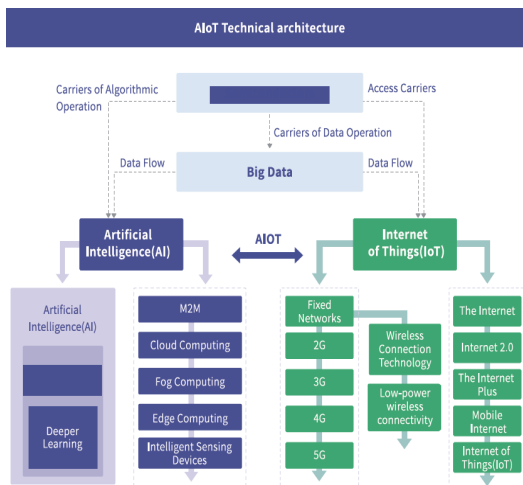 AIoT Technical architecture
Carriers of Algorithmic
Operation
Access Carriers
Carriers of Data Operation
Data Flow
Big Data
Data Flow
Artificial
Intelligence(AI)
AIOT
Internet
of Things(IoT)
Artificial
Intelligence(AI)
Deeper
Learning
M2M
Cloud Computing
Fog Computing
Edge Computing
Intelligent Sensing
Devices
Fixed
Networks
2G
3G
4G
5G
Wireless
Connection
Technology
Low-power
wireless
connectivity
The Internet
Internet 2.0
The Internet
Plus
Mobile
Internet
Internet of
Things(IoT)